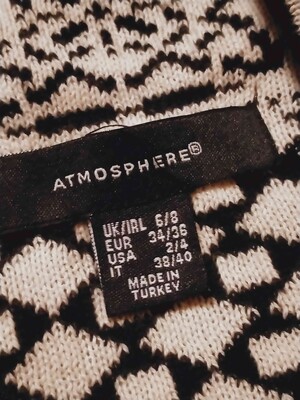 ATMOSPHERE®
UK/IRL 6/8
EUR 34/36
USA 2/4
IT 38/40
MADE IN
TURKEY